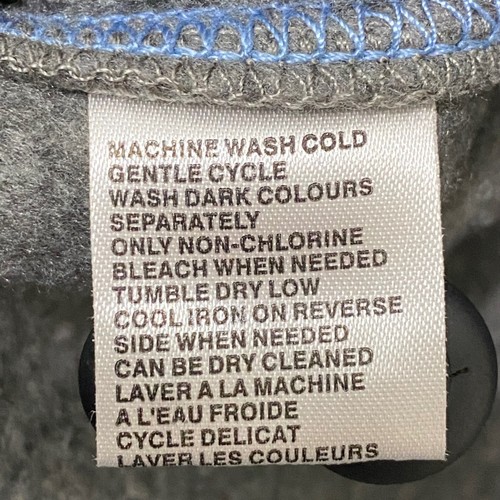 MACHINE WASH COLD
GENTLE CYCLE
WASH DARK COLOURS
SEPARATELY
ONLY NON-CHLORINE
BLEACH WHEN NEEDED
TUMBLE DRY LOW
COOL IRON ON REVERSE
SIDE WHEN NEEDED
CAN BE DRY CLEANED
LAVER A LA MACHINE
A L'EAU FROIDE
CYCLE DELICAT
LAVER LES COULEURS